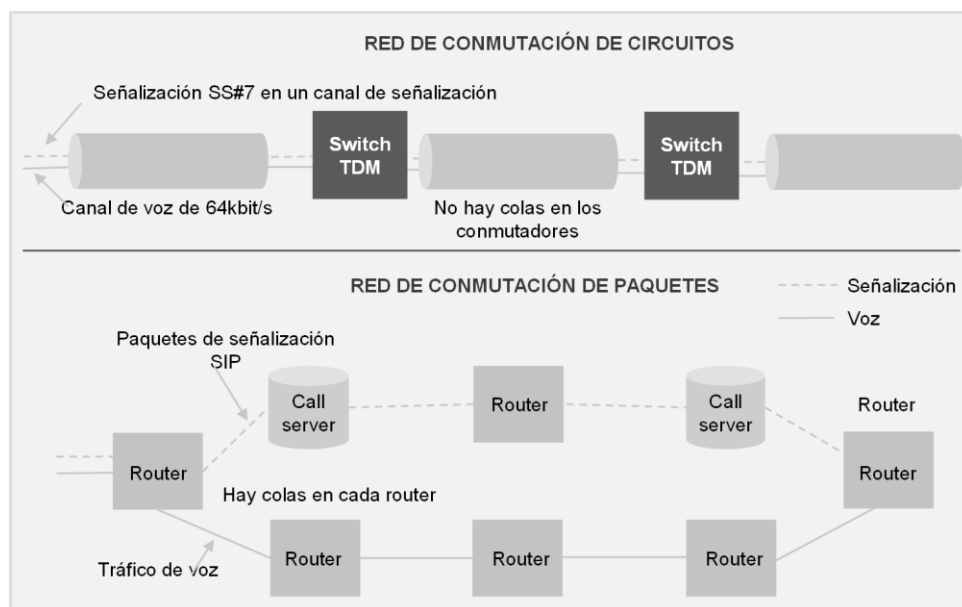 RED DE CONMUTACIÓN DE CIRCUITOS
Señalización SS#7 en un canal de señalización
Switch
TDM
Switch
TDM
Canal de voz de 64kbit/s
No hay colas en los
conmutadores
RED DE CONMUTACIÓN DE PAQUETES
Señalización
Voz
Paquetes de señalización
SIP
Call
server
Router
Call
server
Router
Router
Router
Hay colas en cada router
Router
Router
Router
Tráfico de voz